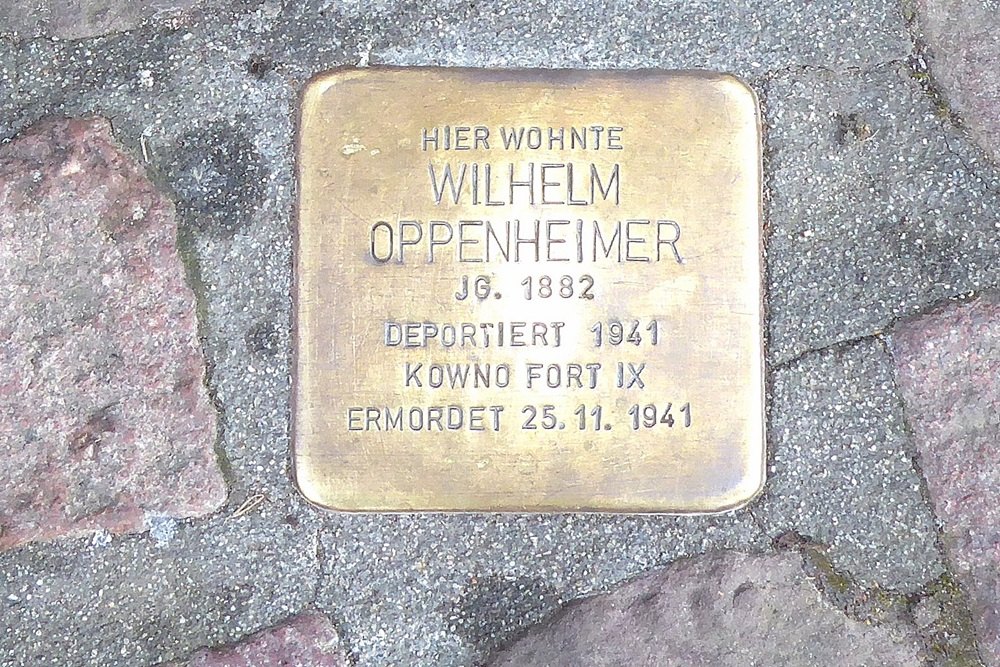 HIER WOHNTE
WILHELM
OPPENHEIMER
JG. 1882
DEPORTIERT 1941
KOWNO FORT IX
ERMORDET 25.11. 1941